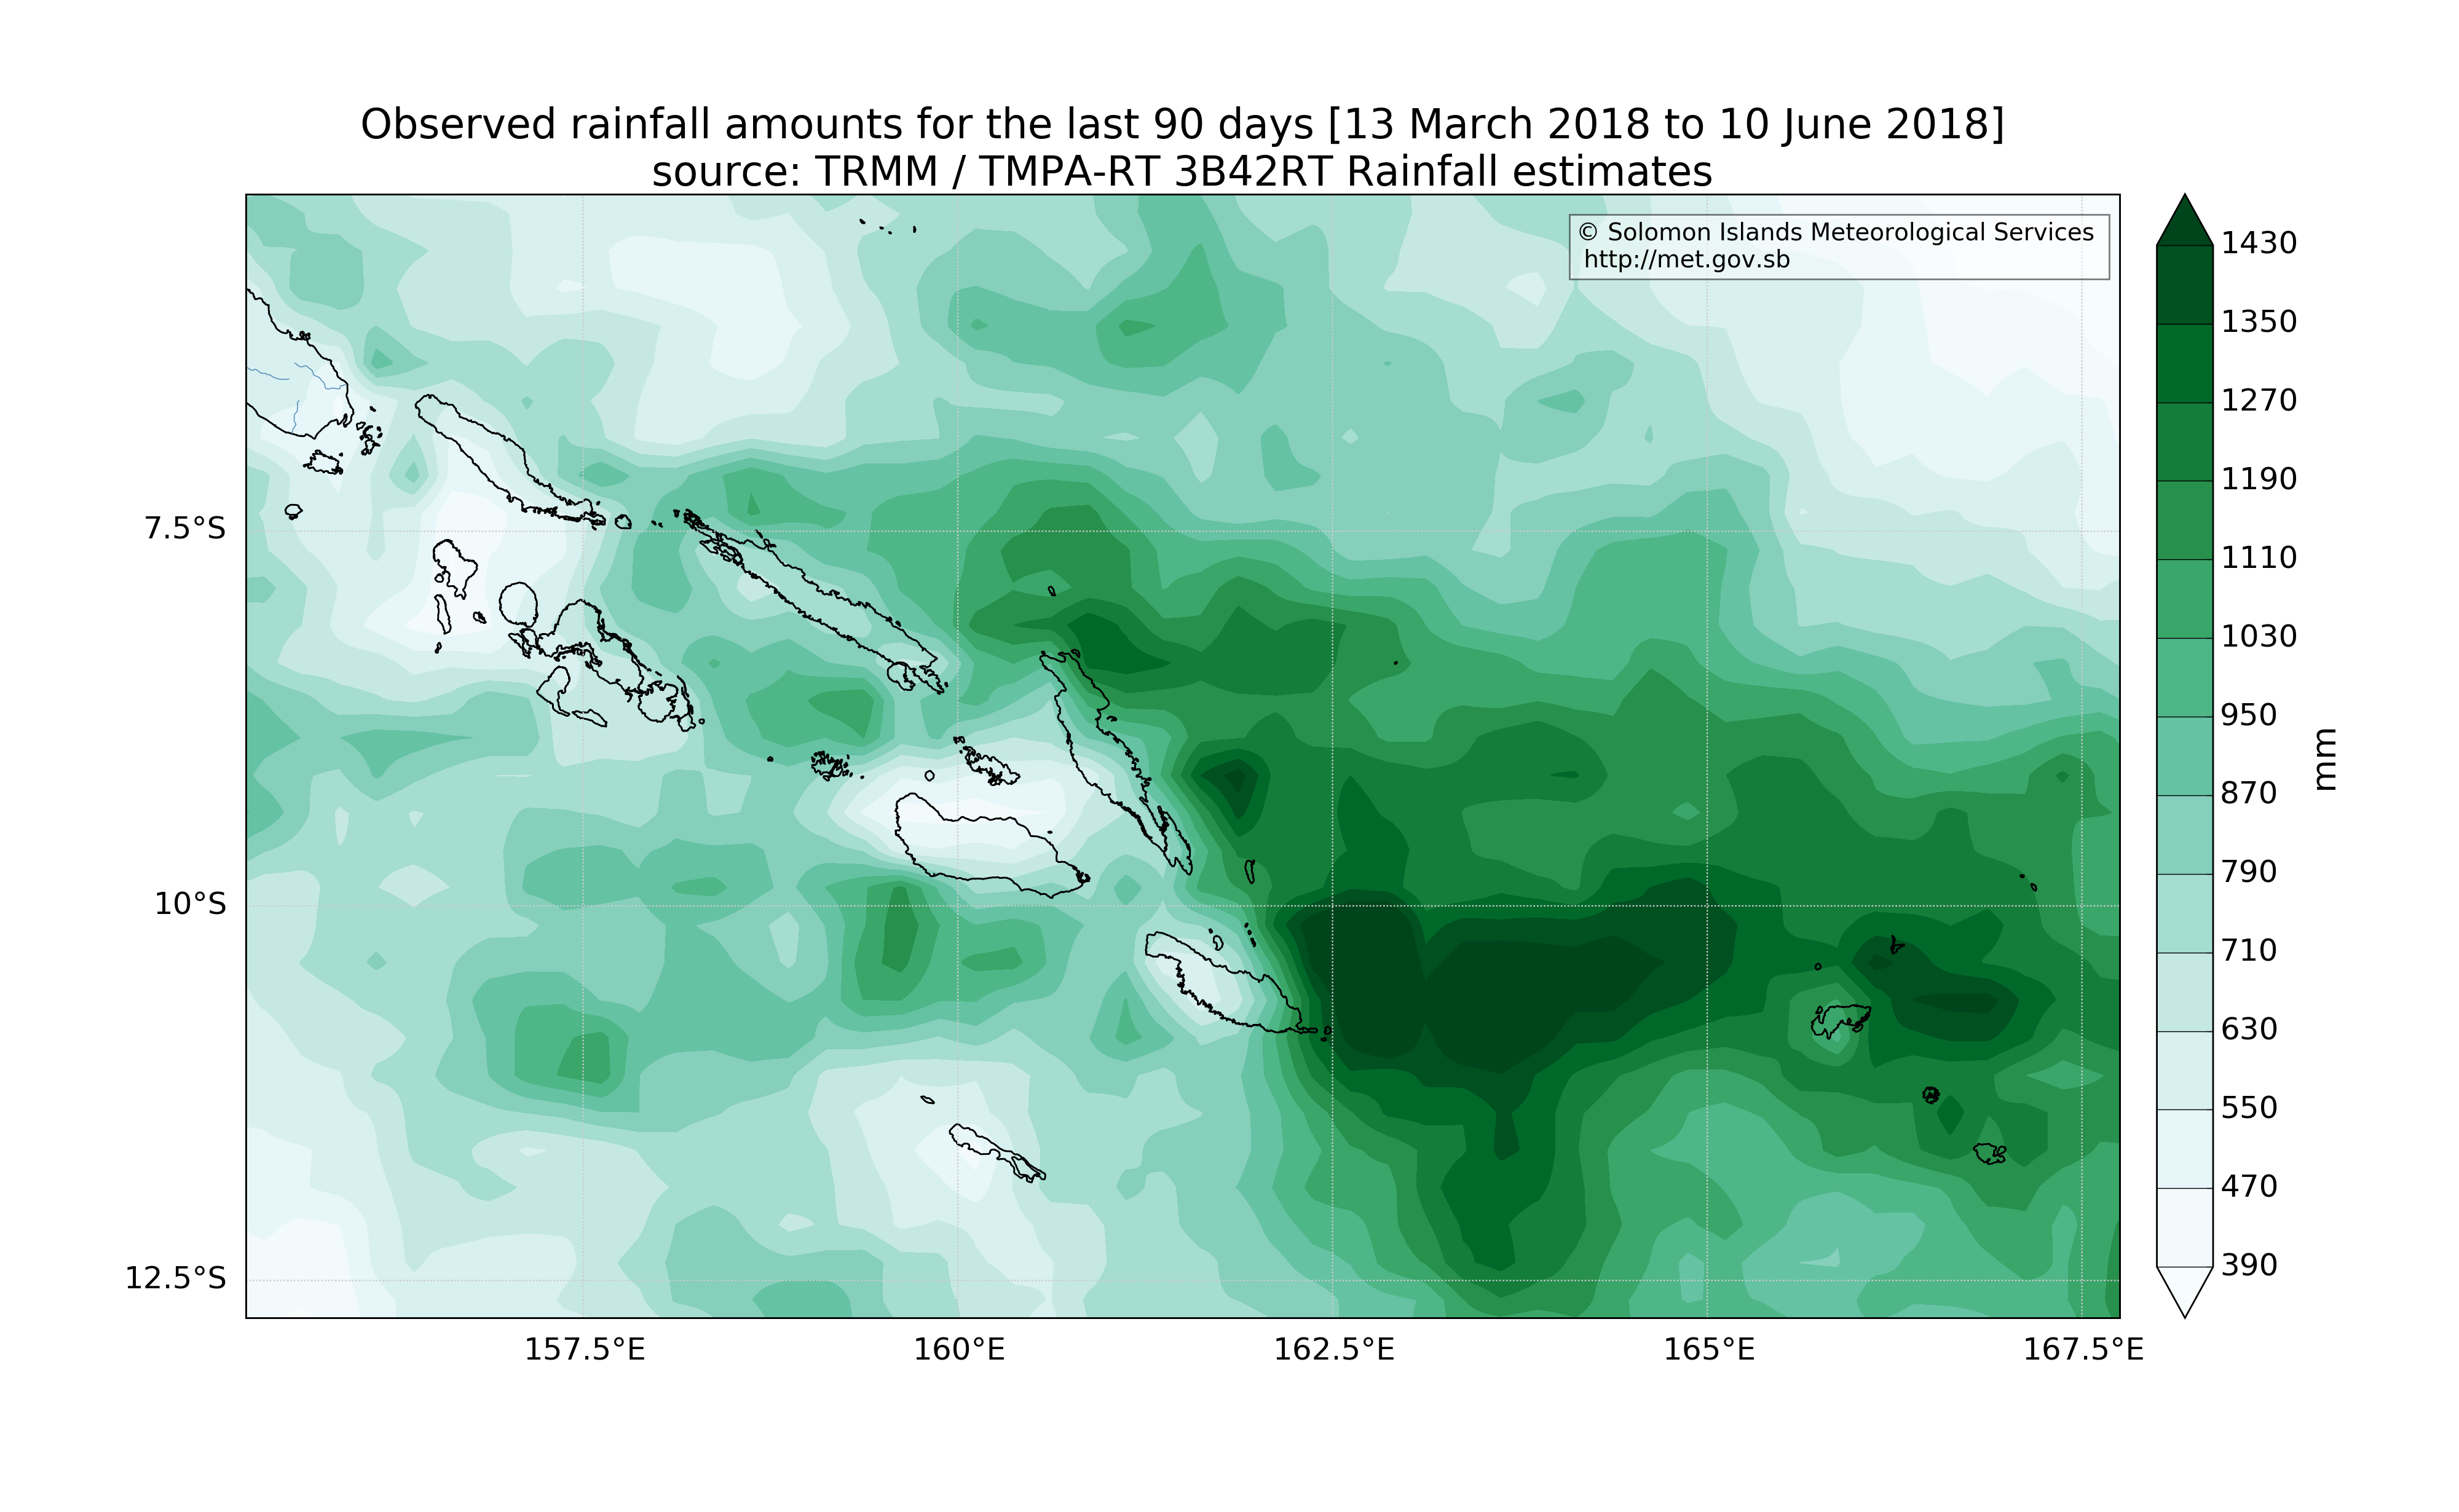 Observed rainfall amounts for the last 90 days [13 March 2018 to 10 June 2018]
source: TRMM / TMPA-RT 3B42RT Rainfall estimates
© Solomon Islands Meteorological Services
http://met.gov.sb
7.5°S
10°S
12.5°S
157.5°E
160°E
162.5°E
165°E
167.5°E
1430
1350
1270
1190
1110
1030
950
870
790
710
630
550
470
390
mm